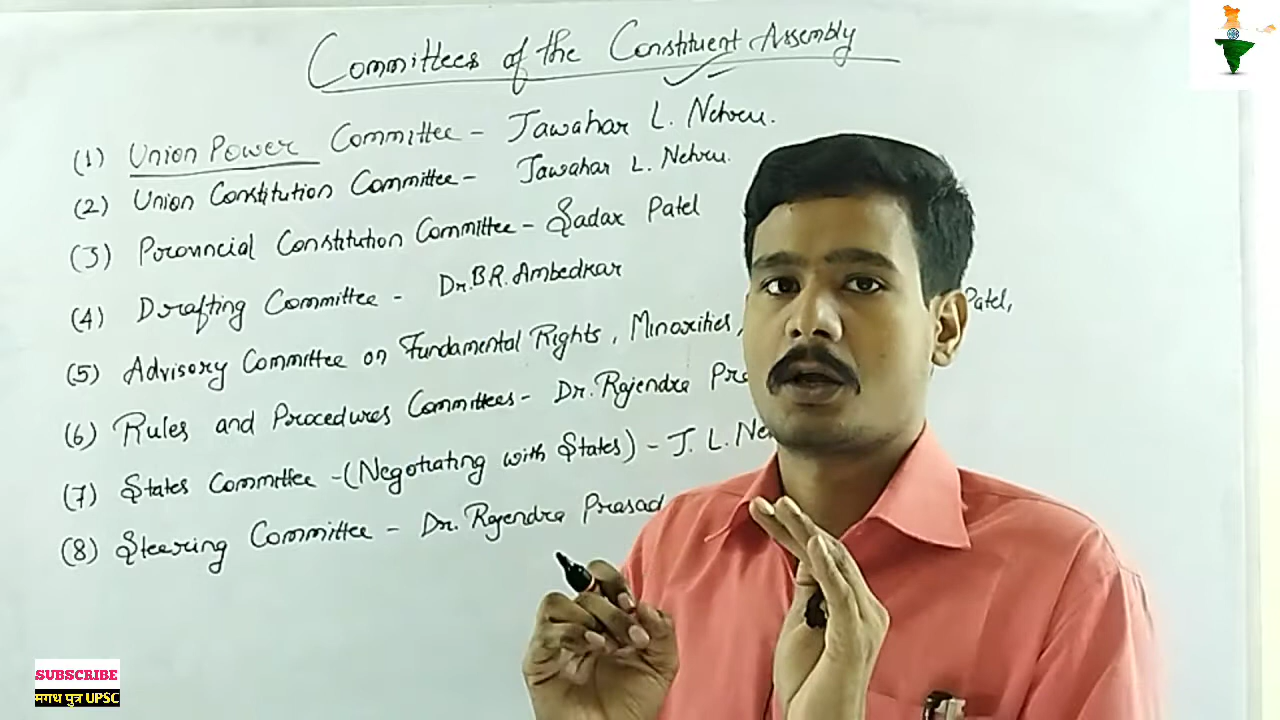 Committees of the Constituent Assembly
(1) Union Power Committee - Jawahar L. Nehru.
(2) Union Constitution Committee - Jawahar L. Nehru.
(3) Provincial Constitution Committee - Sadar Patel
(4) Drafting Committee - Dr. B.R. Ambedkar
(5) Advisory Committee on Fundamental Rights, Minorities, Patel,
(6) Rules and Procedures Committees - Dr. Rajendra
(7) States Committee - (Negotiating with States) - J. L.
(8) Steering Committee - Dr. Rajendra Prasad
SUBSCRIBE
मगध पुत्र UPSC